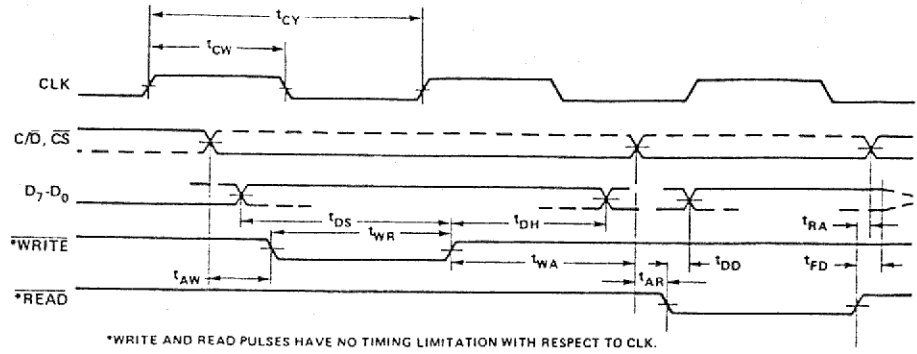 tCY
tCW
CLK
C/D̅, C̅S̅
D7-D0
tDS
tWR
tDH
tRA
*W̅R̅I̅T̅E̅
tWA
tDD
tFD
tAW
tAR
*R̅E̅A̅D̅
*WRITE AND READ PULSES HAVE NO TIMING LIMITATION WITH RESPECT TO CLK.